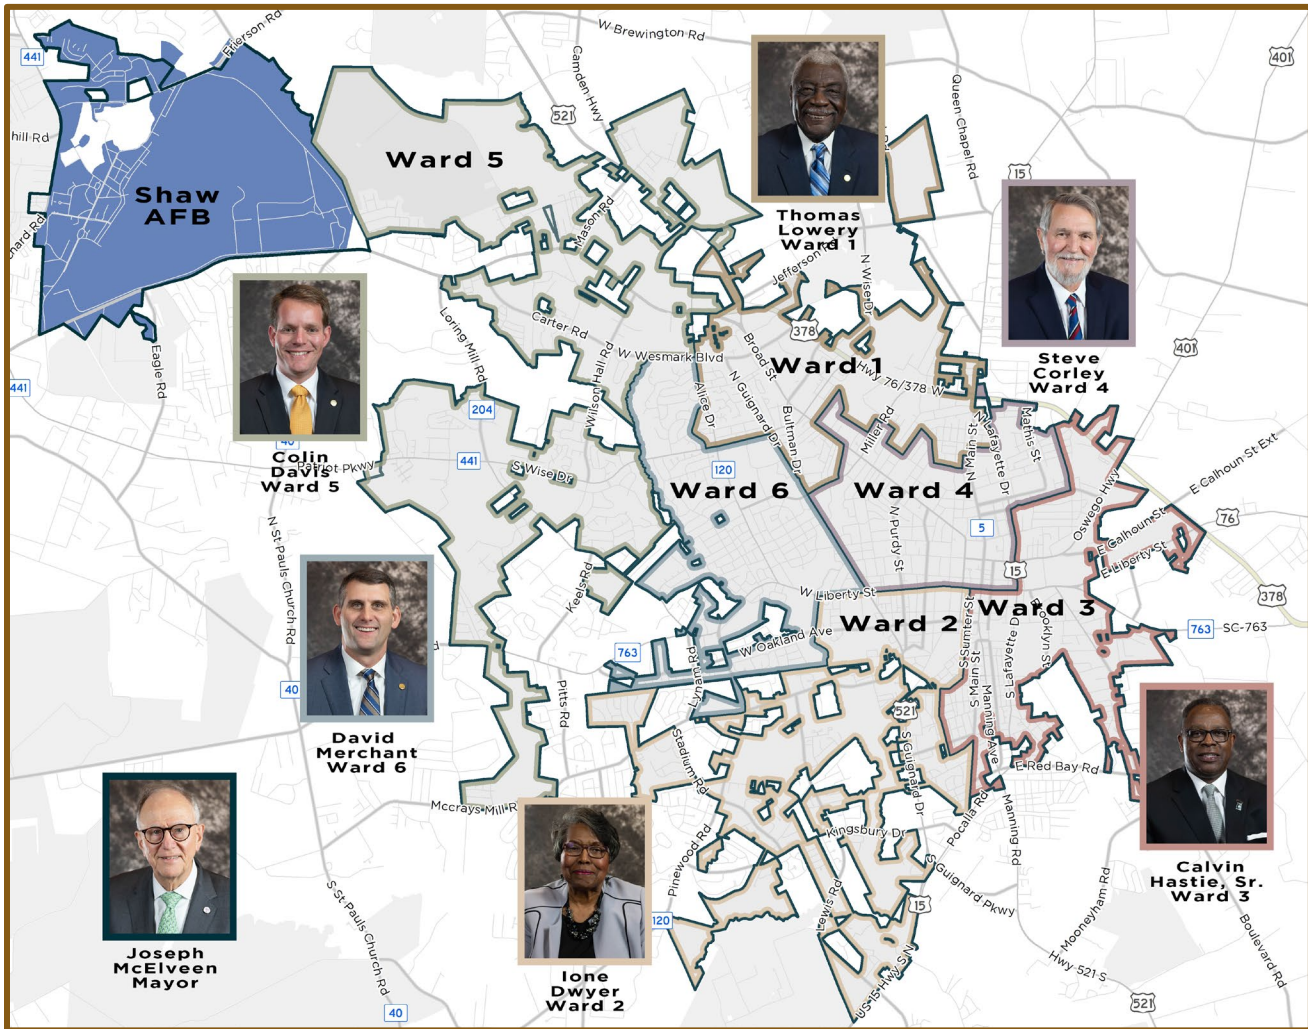 Frierson Rd
W Brewington Rd
441
401
Camden Hwy
521
Queen Chapel Rd
hill Rd
Ward 5
15
Shaw
AFB
Mason Rd
Thomas
Lowery
Ward 1
Jefferson
N Wise Dr
Carter Rd
Loring Mill Rd
378
Broad St
W Wesmark Blvd
Ward 1
401
Steve
Corley
Ward 4
Eagle Rd
Wilson Hall Rd
Alice Dr
N Guignard Dr
Hwy 76/378 W
441
204
Bultman Dr
Miller Rd
N Main St
N Lafayette Dr
Mathis St
40
Colin
Davis
Ward 5
Patriot Pkwy
441
S Wise Dr
120
Ward 6
Ward 4
Oswego Hwy
E Calhoun St Ext
76
N St Pauls Church Rd
N Purdy St
5
E Calhoun St
E Liberty St
15
Keels Rd
W Liberty St
378
Ward 2
Ward 3
763
SC-763
763
W Oakland Ave
S Sumter St
S Main St
S Lafayette Dr
Brooklyn St
40
Pitts Rd
Lynam Rd
521
Manning Ave
David
Merchant
Ward 6
Stadium Rd
S Guignard Dr
E Red Bay Rd
Mccrays Mill R
Kingsbury Dr
Pocalla Rd
Manning Rd
Pinewood Rd
S Guignard Pkwy
Calvin
Hastie, Sr.
Ward 3
S St Pauls Church Rd
120
Lewis Rd
15
T Mooneyham Rd
Boulevard Rd
Joseph
McElveen
Mayor
Ione
Dwyer
Ward 2
US 15 Hwy S N
Hwy 521 S
521
40